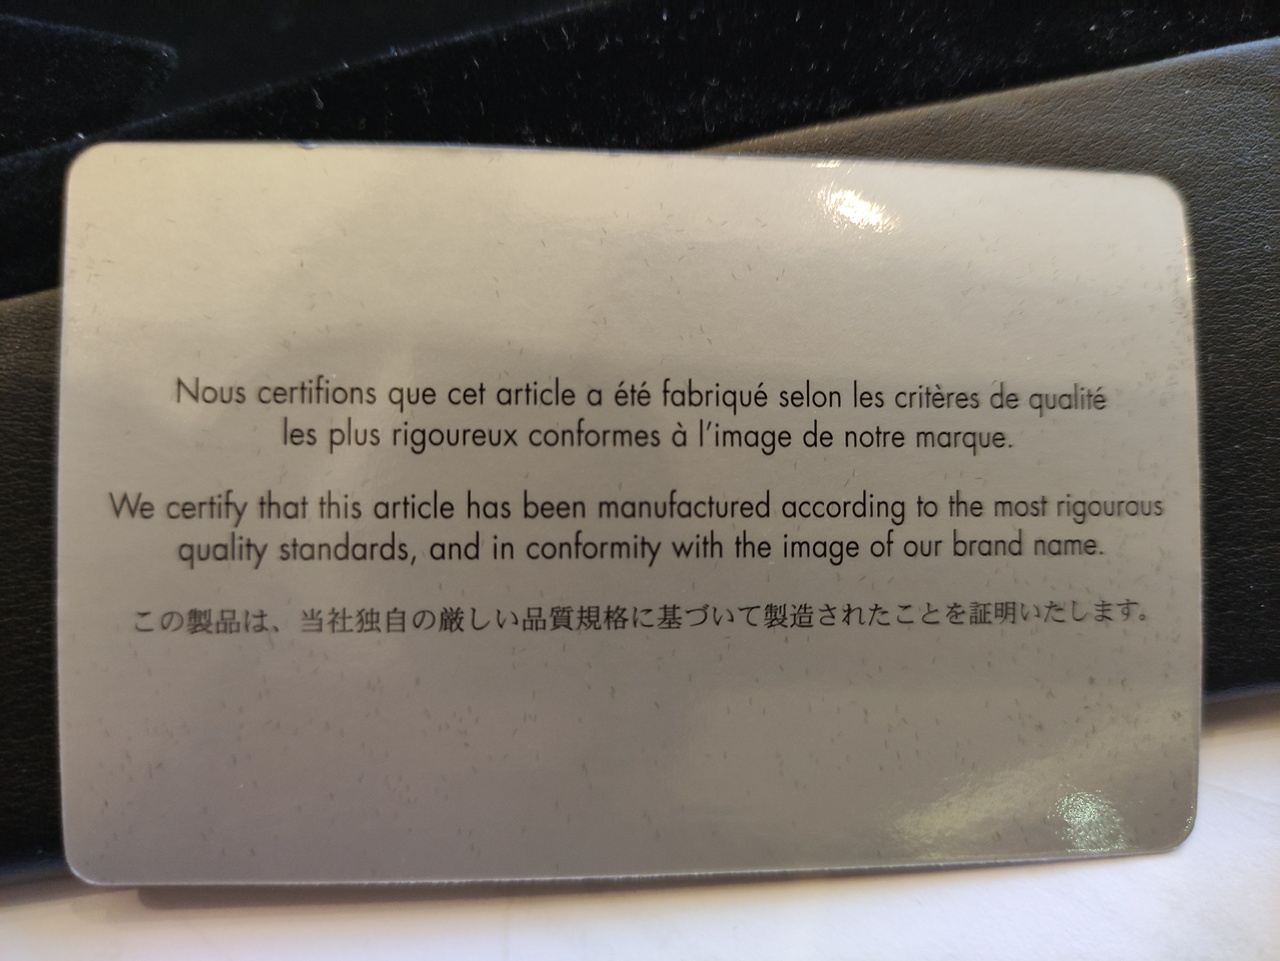 Nous certifions que cet article a été fabriqué selon les critères de qualité
les plus rigoureux conformes à l'image de notre marque.
We certify that this article has been manufactured according to the most rigourous
quality standards, and in conformity with the image of our brand name.
この製品は、当社独自の厳しい品質規格に基づいて製造されたことを証明いたします。